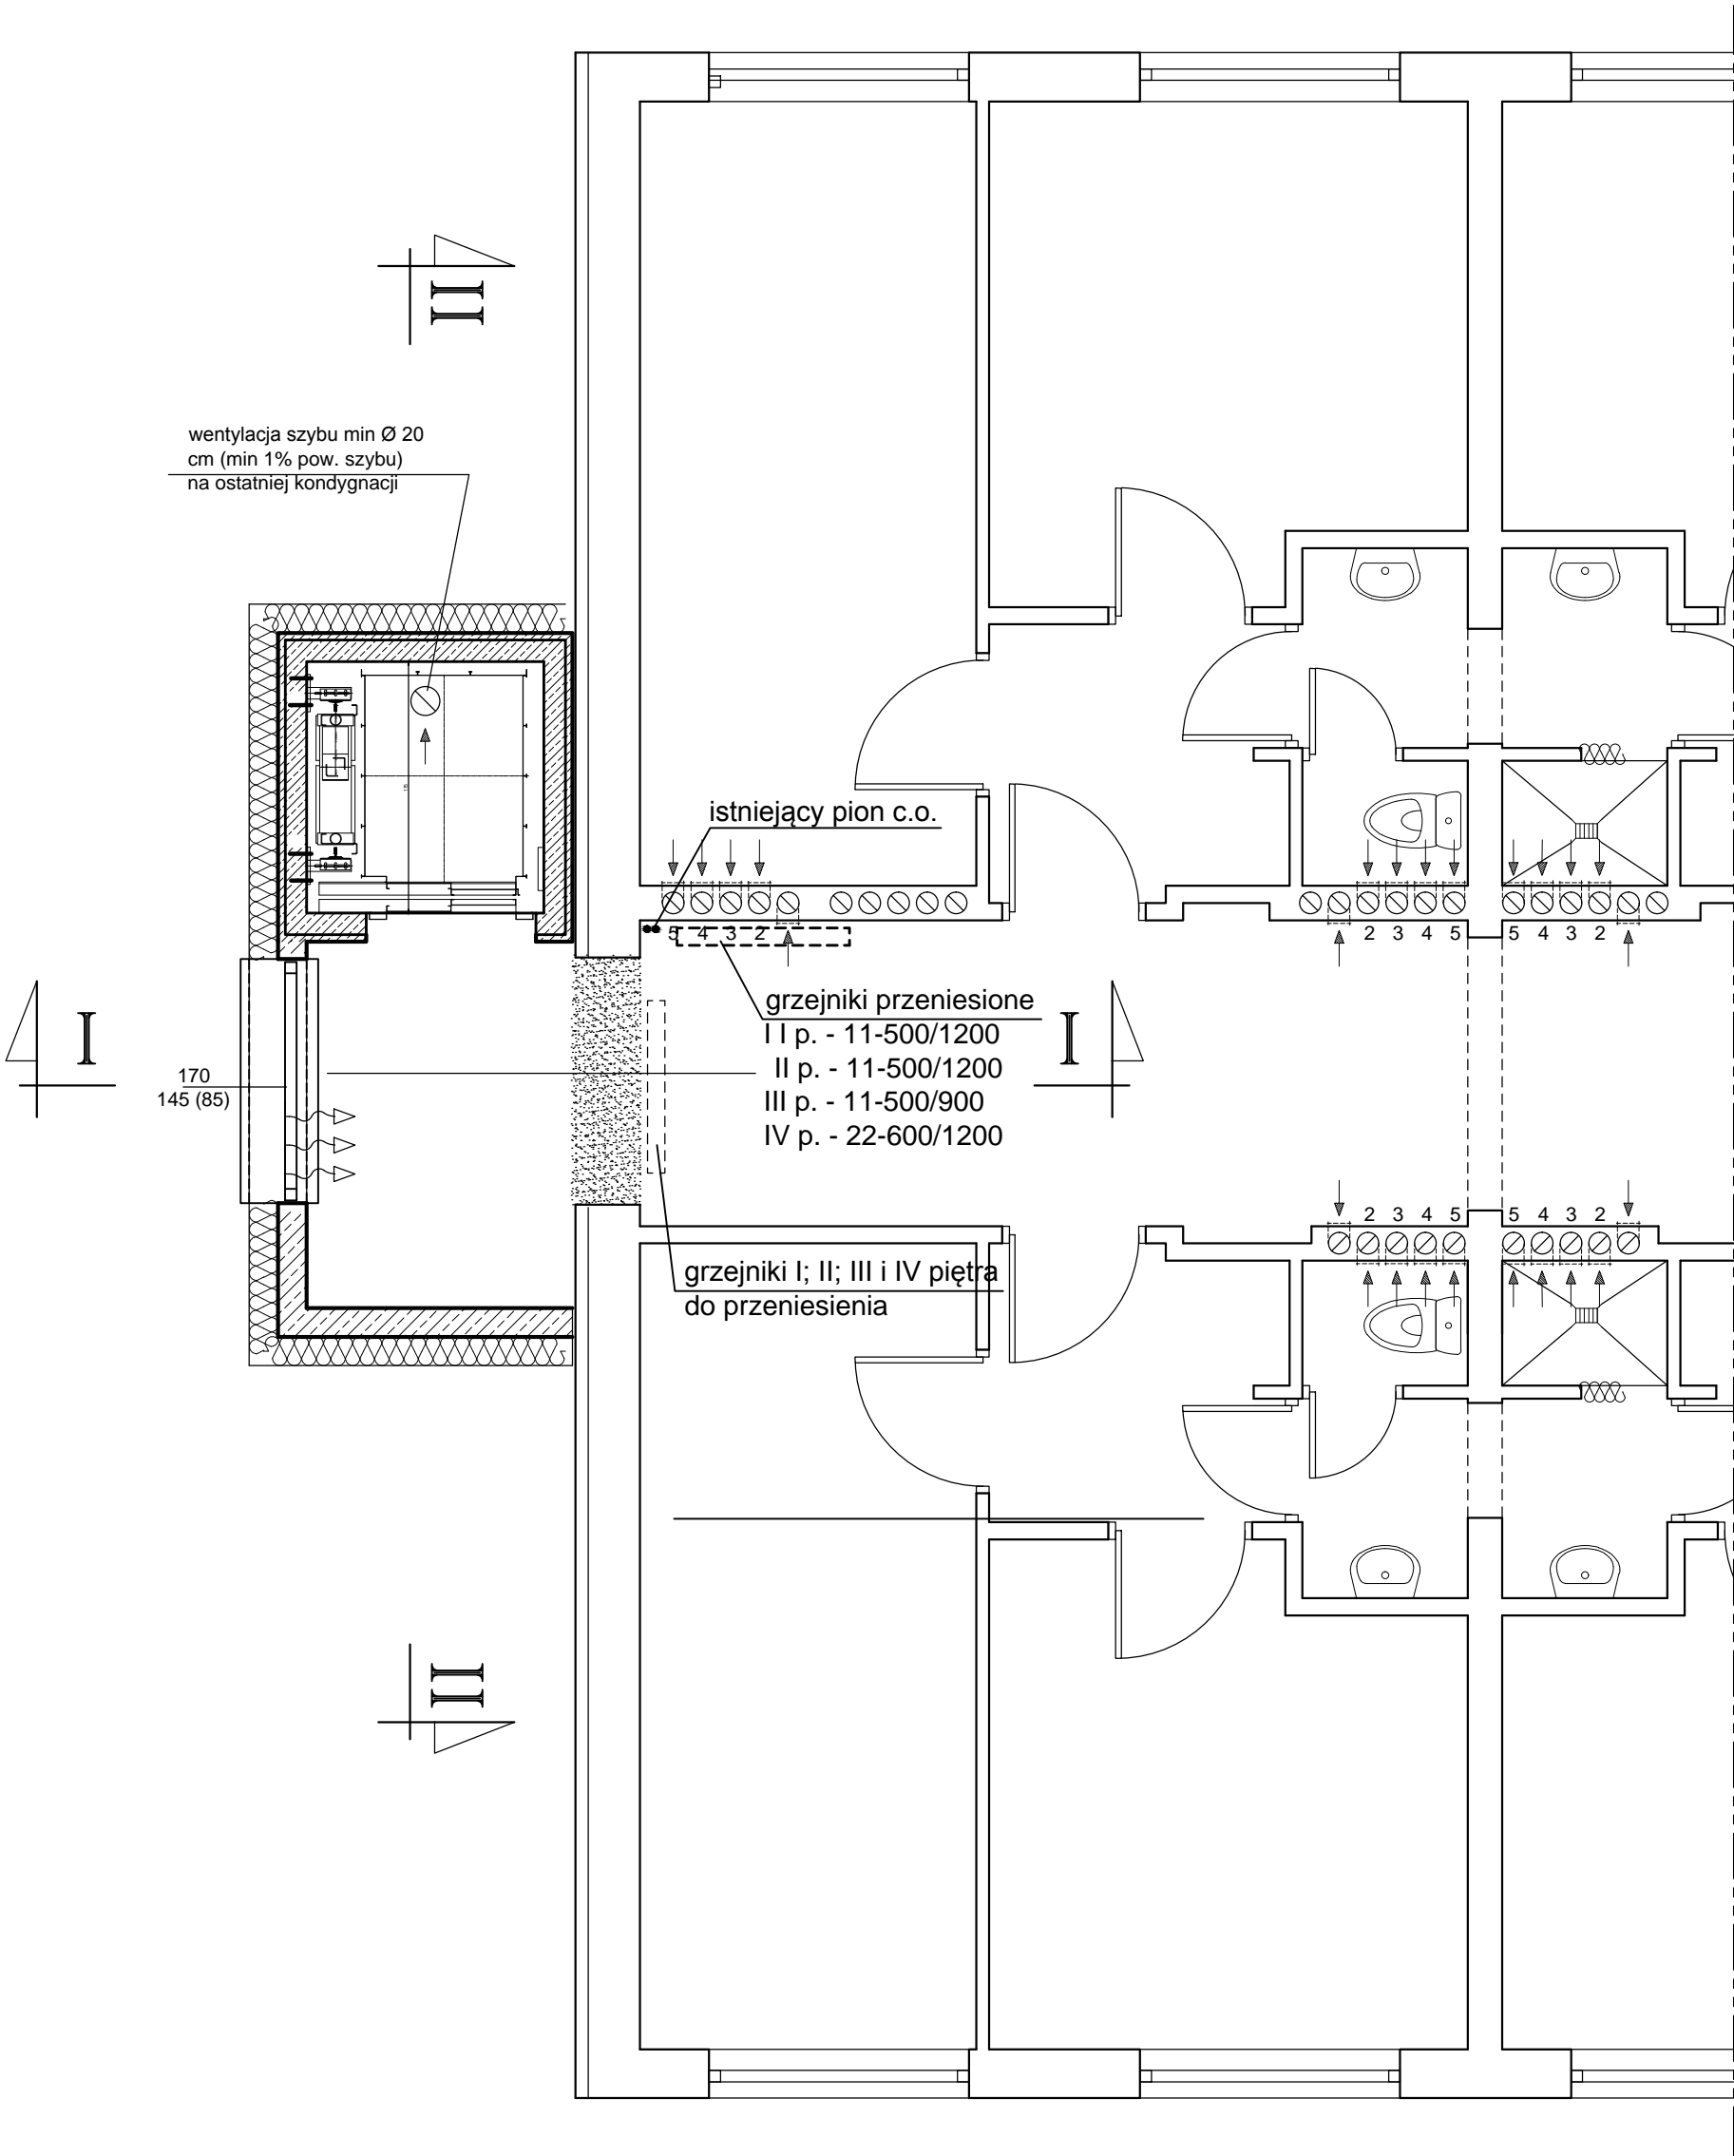 II
wentylacja szybu min Ø 20
cm (min 1% pow. szybu)
na ostatniej kondygnacji
istniejący pion c.o.
5 4 3 2
2 3 4 5
5 4 3 2
grzejniki przeniesione
I I p. - 11-500/1200
II p. - 11-500/1200
III p. - 11-500/900
IV p. - 22-600/1200
I
I
170
145 (85)
2 3 4 5
5 4 3 2
grzejniki I; II; III i IV piętra
do przeniesienia
II